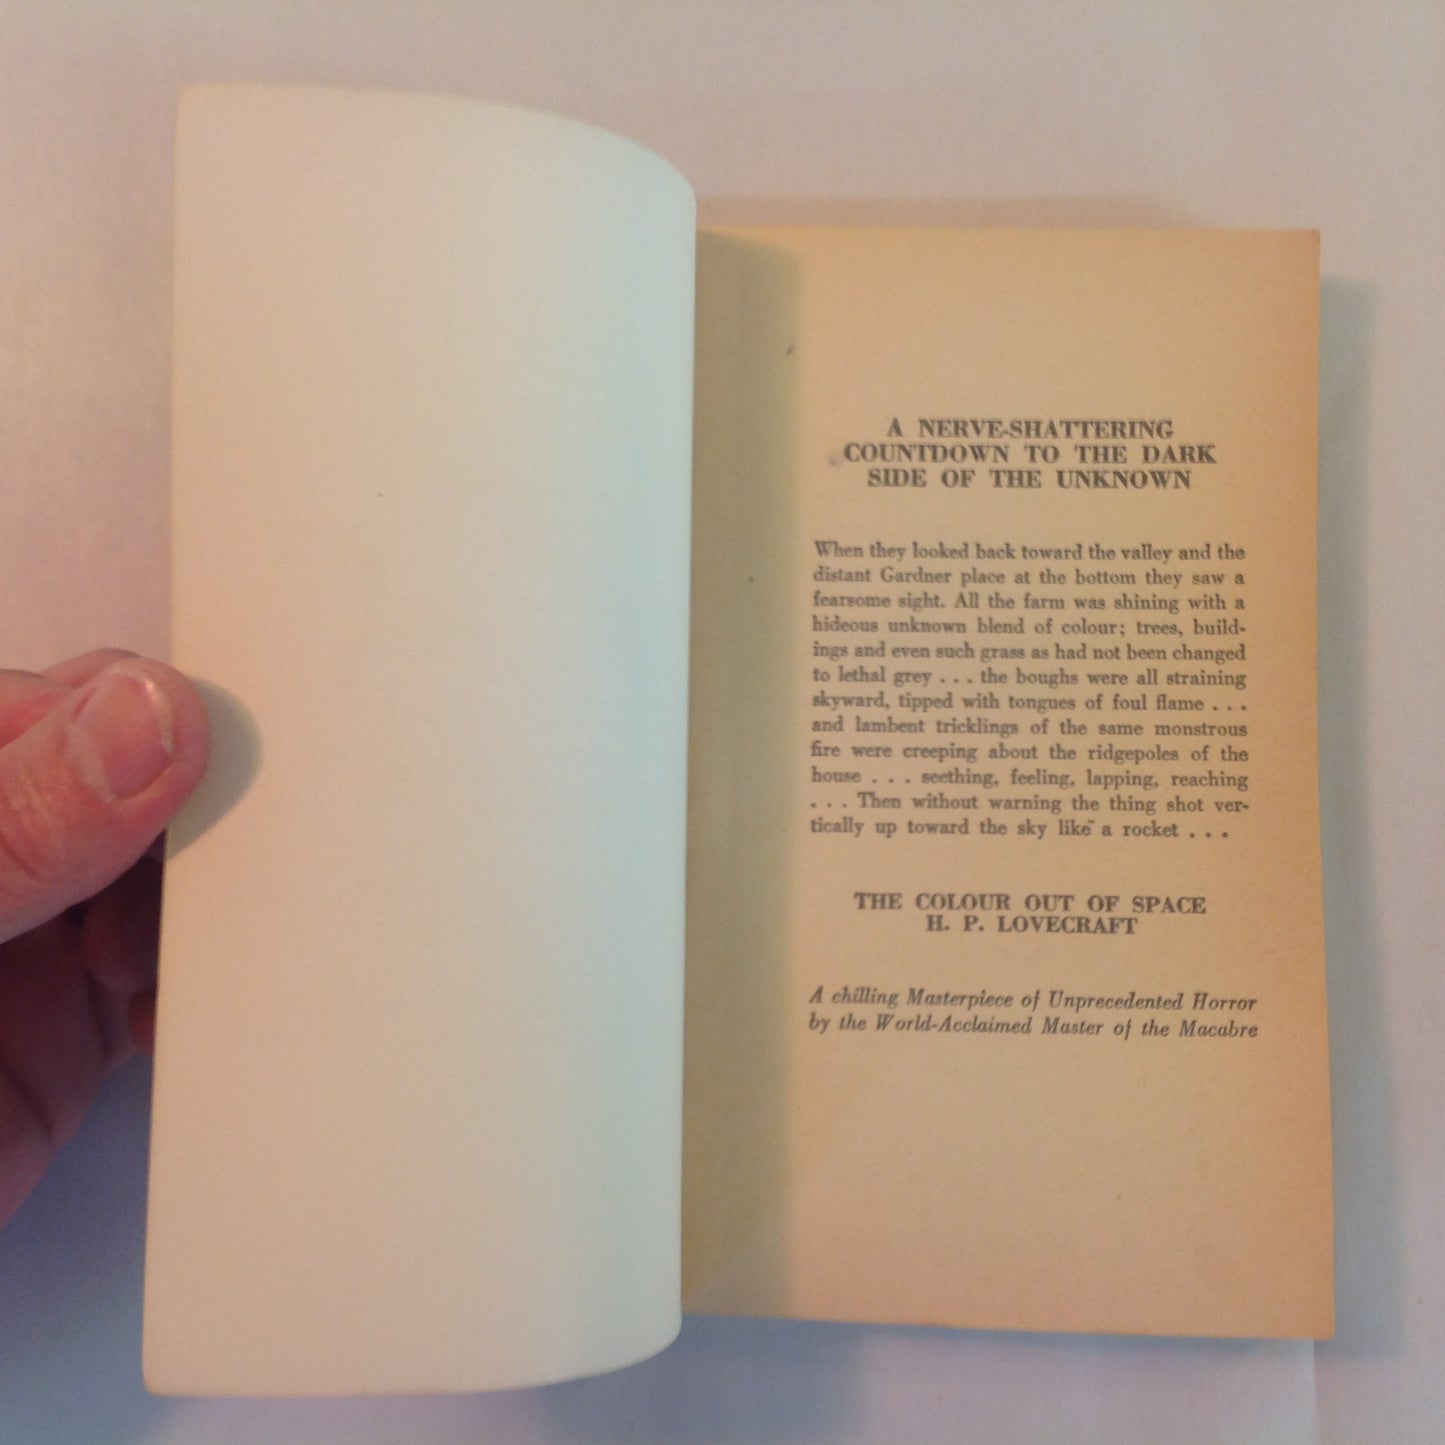 A NERVE-SHATTERING
COUNTDOWN TO THE DARK
SIDE OF THE UNKNOWN
When they looked back toward the valley and the
distant Gardner place at the bottom they saw a
fearsome sight. All the farm was shining with a
hideous unknown blend of colour; trees, build-
ings and even such grass as had not been changed
to lethal grey . . . the boughs were all straining
skyward, tipped with tongues of foul flame . . .
and lambent tricklings of the same monstrous
fire were creeping about the ridgepoles of the
house . . . seething, feeling, lapping, reaching
. . . Then without warning the thing shot ver-
tically up toward the sky like a rocket . . .
THE COLOUR OUT OF SPACE
H. P. LOVECRAFT
A chilling Masterpiece of Unprecedented Horror
by the World-Acclaimed Master of the Macabre